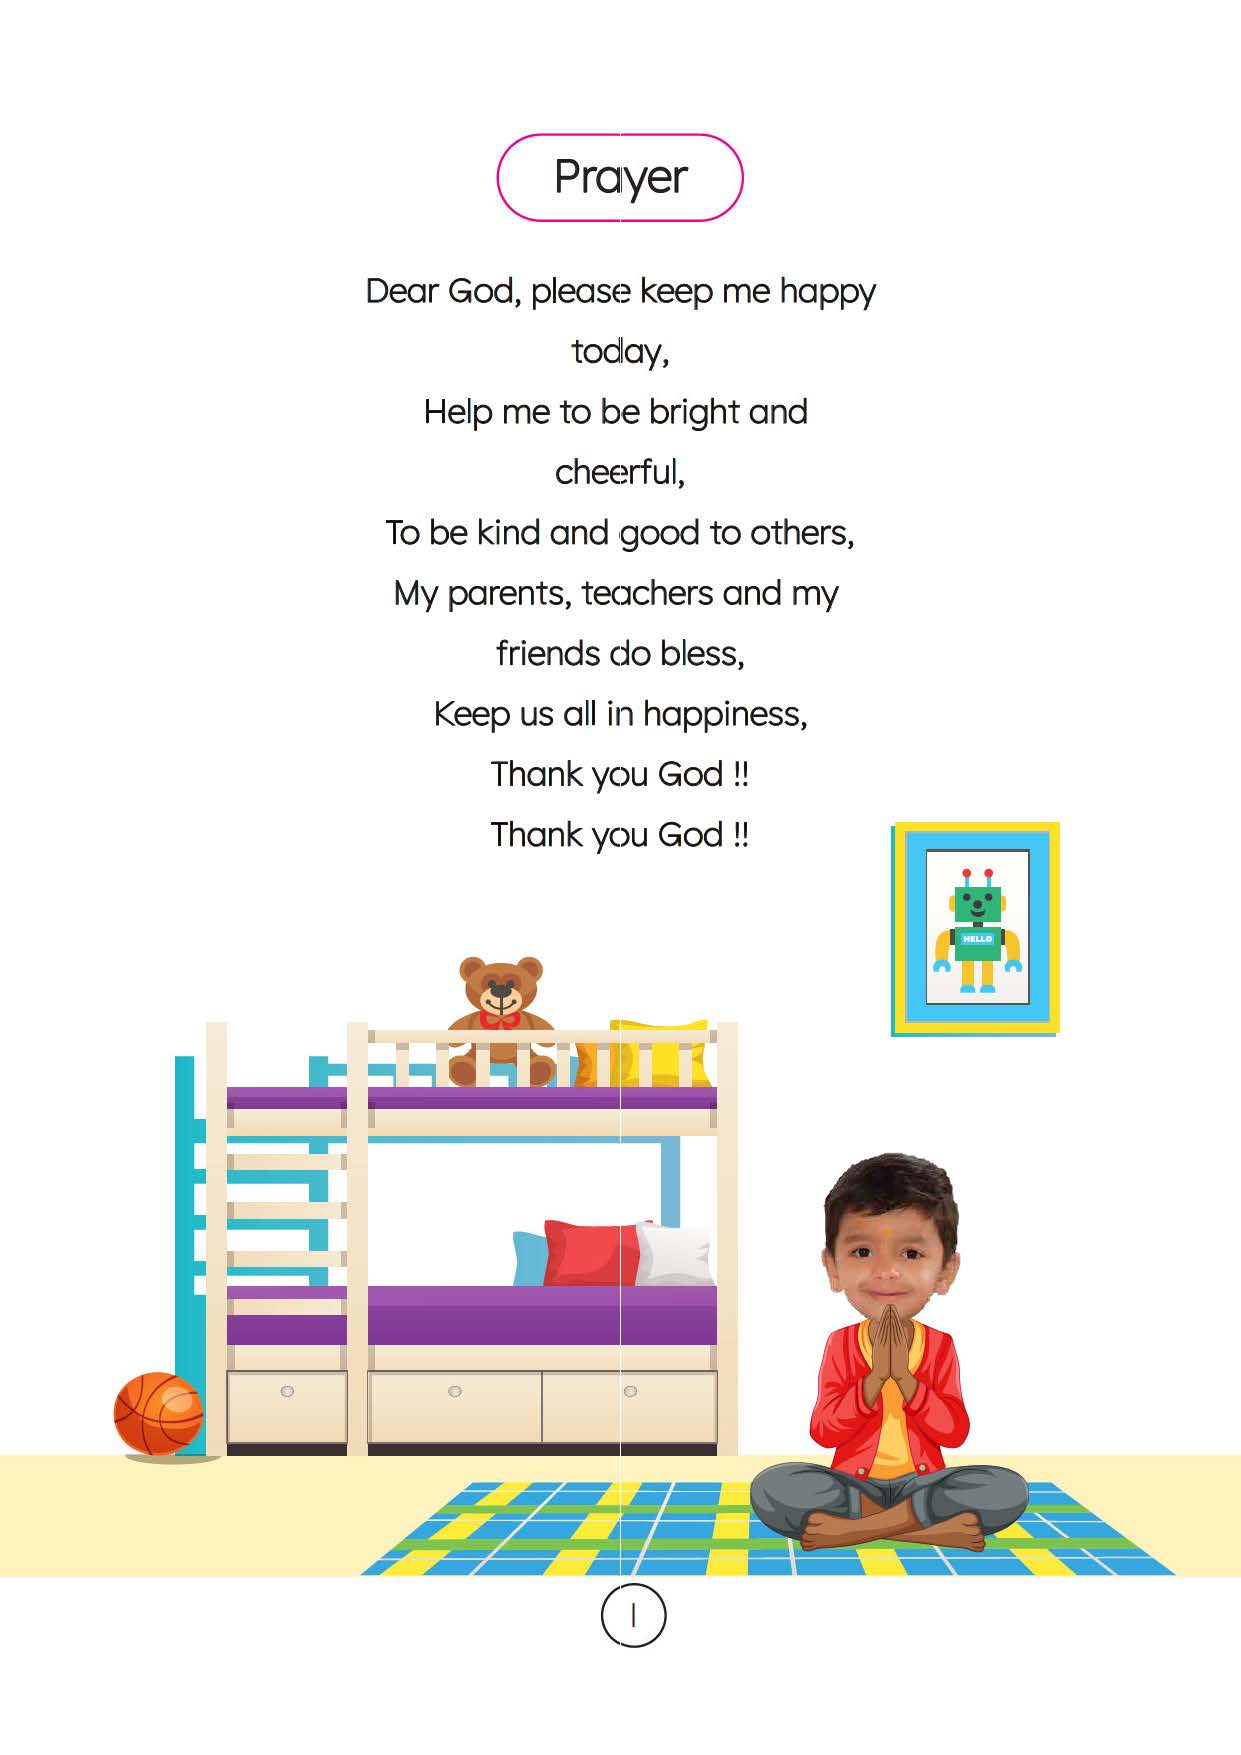 Prayer
Dear God, please keep me happy
today,
Help me to be bright and
cheerful,
To be kind and good to others,
My parents, teachers and my
friends do bless,
Keep us all in happiness,
Thank you God !!
Thank you God !!
HELLO
1